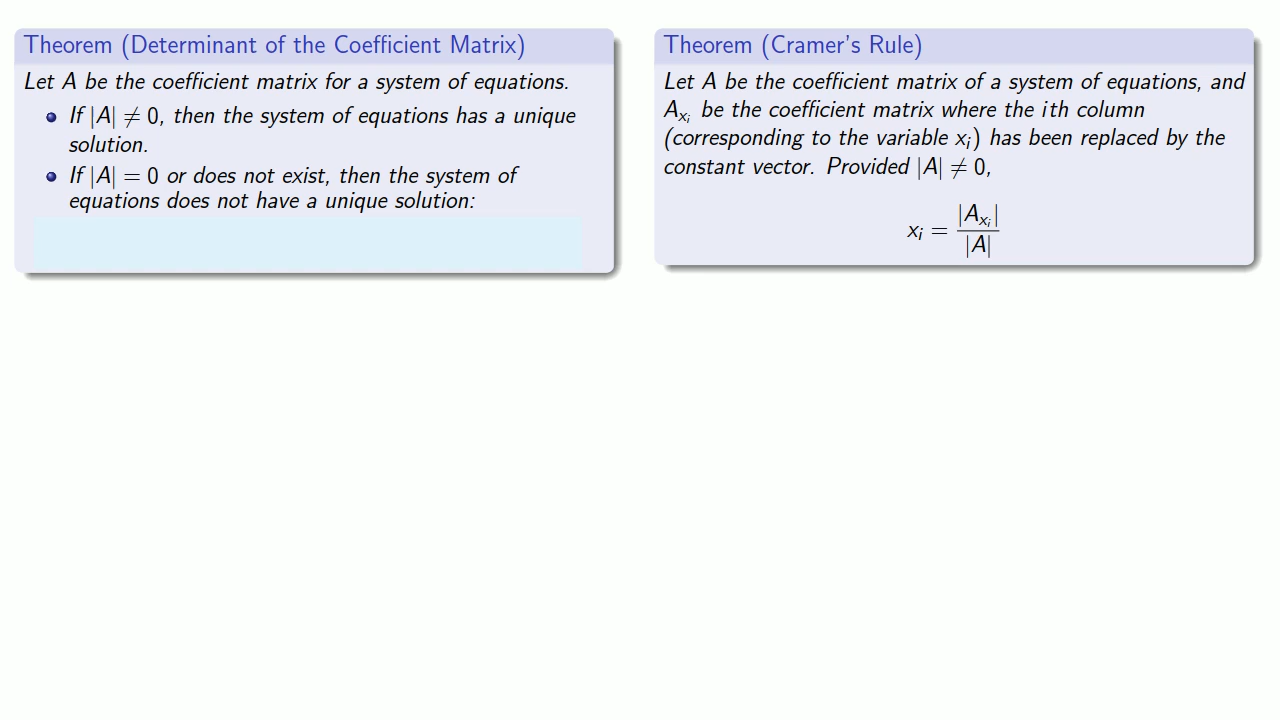 Theorem (Determinant of the Coefficient Matrix)
Let A be the coefficient matrix for a system of equations.
If |A| ≠ 0, then the system of equations has a unique
solution.
If |A| = 0 or does not exist, then the system of
equations does not have a unique solution:
Theorem (Cramer's Rule)
Let A be the coefficient matrix of a system of equations, and
A_{x_i} be the coefficient matrix where the ith column
(corresponding to the variable x_i) has been replaced by the
constant vector. Provided |A| ≠ 0,
x_i = |A_{x_i}| / |A|